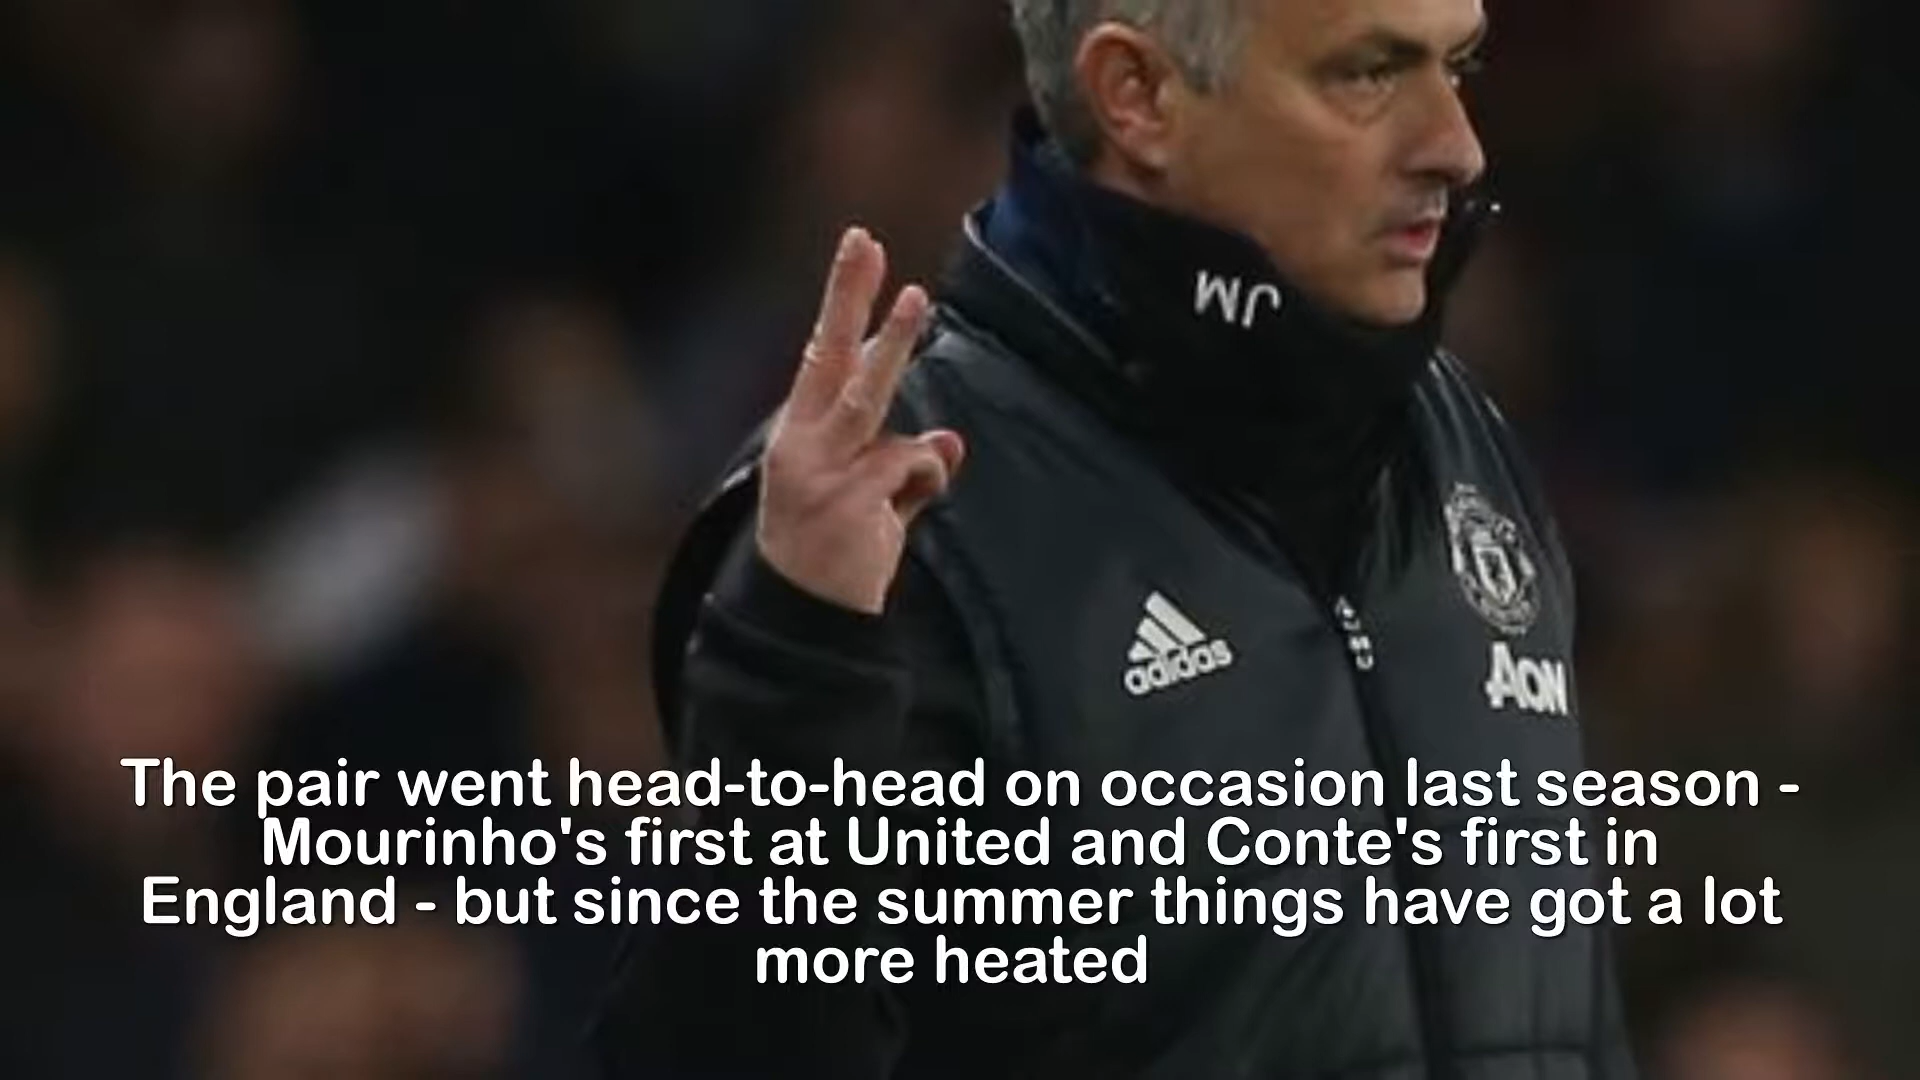 JM
adidas
AON
The pair went head-to-head on occasion last season -
Mourinho's first at United and Conte's first in
England - but since the summer things have got a lot
more heated